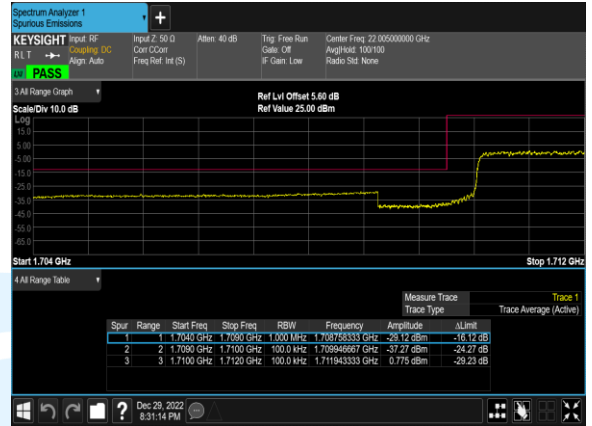 Spectrum Analyzer 1
Spurious Emissions
+
KEYSIGHT Input: RF Input Z: 50 Ω Atten: 40 dB Trig: Free Run Center Freq: 22.005000000 GHz
Coupling: DC Corr CCorr Gate: Off Avg|Hold: 100/100
RLT Align: Auto Freq Ref: Int (S) IF Gain: Low Radio Std: None
PASS
3 All Range Graph
Ref Lvl Offset 5.60 dB
Scale/Div 10.0 dB Ref Value 25.00 dBm
Log
15.0
5.00
-5.00
-15.0
-25.0
-35.0
-45.0
-55.0
-65.0
Start 1.704 GHz Stop 1.712 GHz
4 All Range Table
Measure Trace Trace 1
Trace Type Trace Average (Active)
Spur Range Start Freq Stop Freq RBW Frequency Amplitude ΔLimit
1 1 1.7040 GHz 1.7090 GHz 1.000 MHz 1.708758333 GHz -29.12 dBm -16.12 dB
2 2 1.7090 GHz 1.7100 GHz 100.0 kHz 1.709946667 GHz -37.27 dBm -24.27 dB
3 3 1.7100 GHz 1.7120 GHz 100.0 kHz 1.711943333 GHz 0.775 dBm -29.23 dB
? Dec 29, 2022
8:31:14 PM